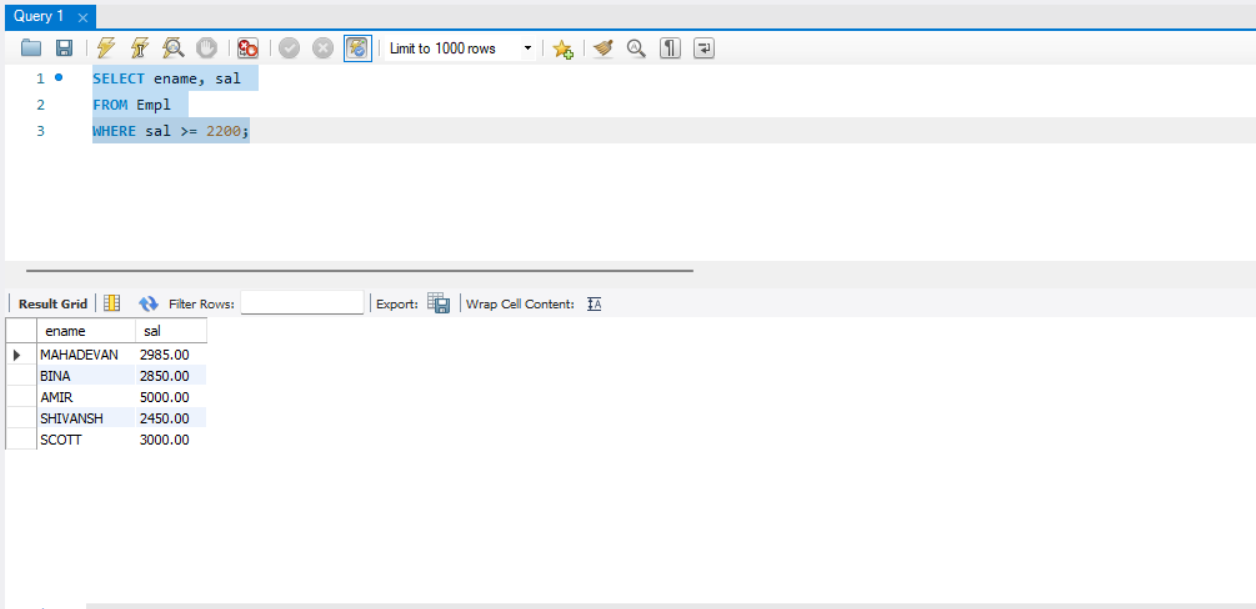 Query 1
Limit to 1000 rows
1 SELECT ename, sal
2 FROM Empl
3 WHERE sal >= 2200;
Result Grid Filter Rows: Export: Wrap Cell Content:
ename sal
MAHADEVAN 2985.00
BINA 2850.00
AMIR 5000.00
SHIVANSH 2450.00
SCOTT 3000.00